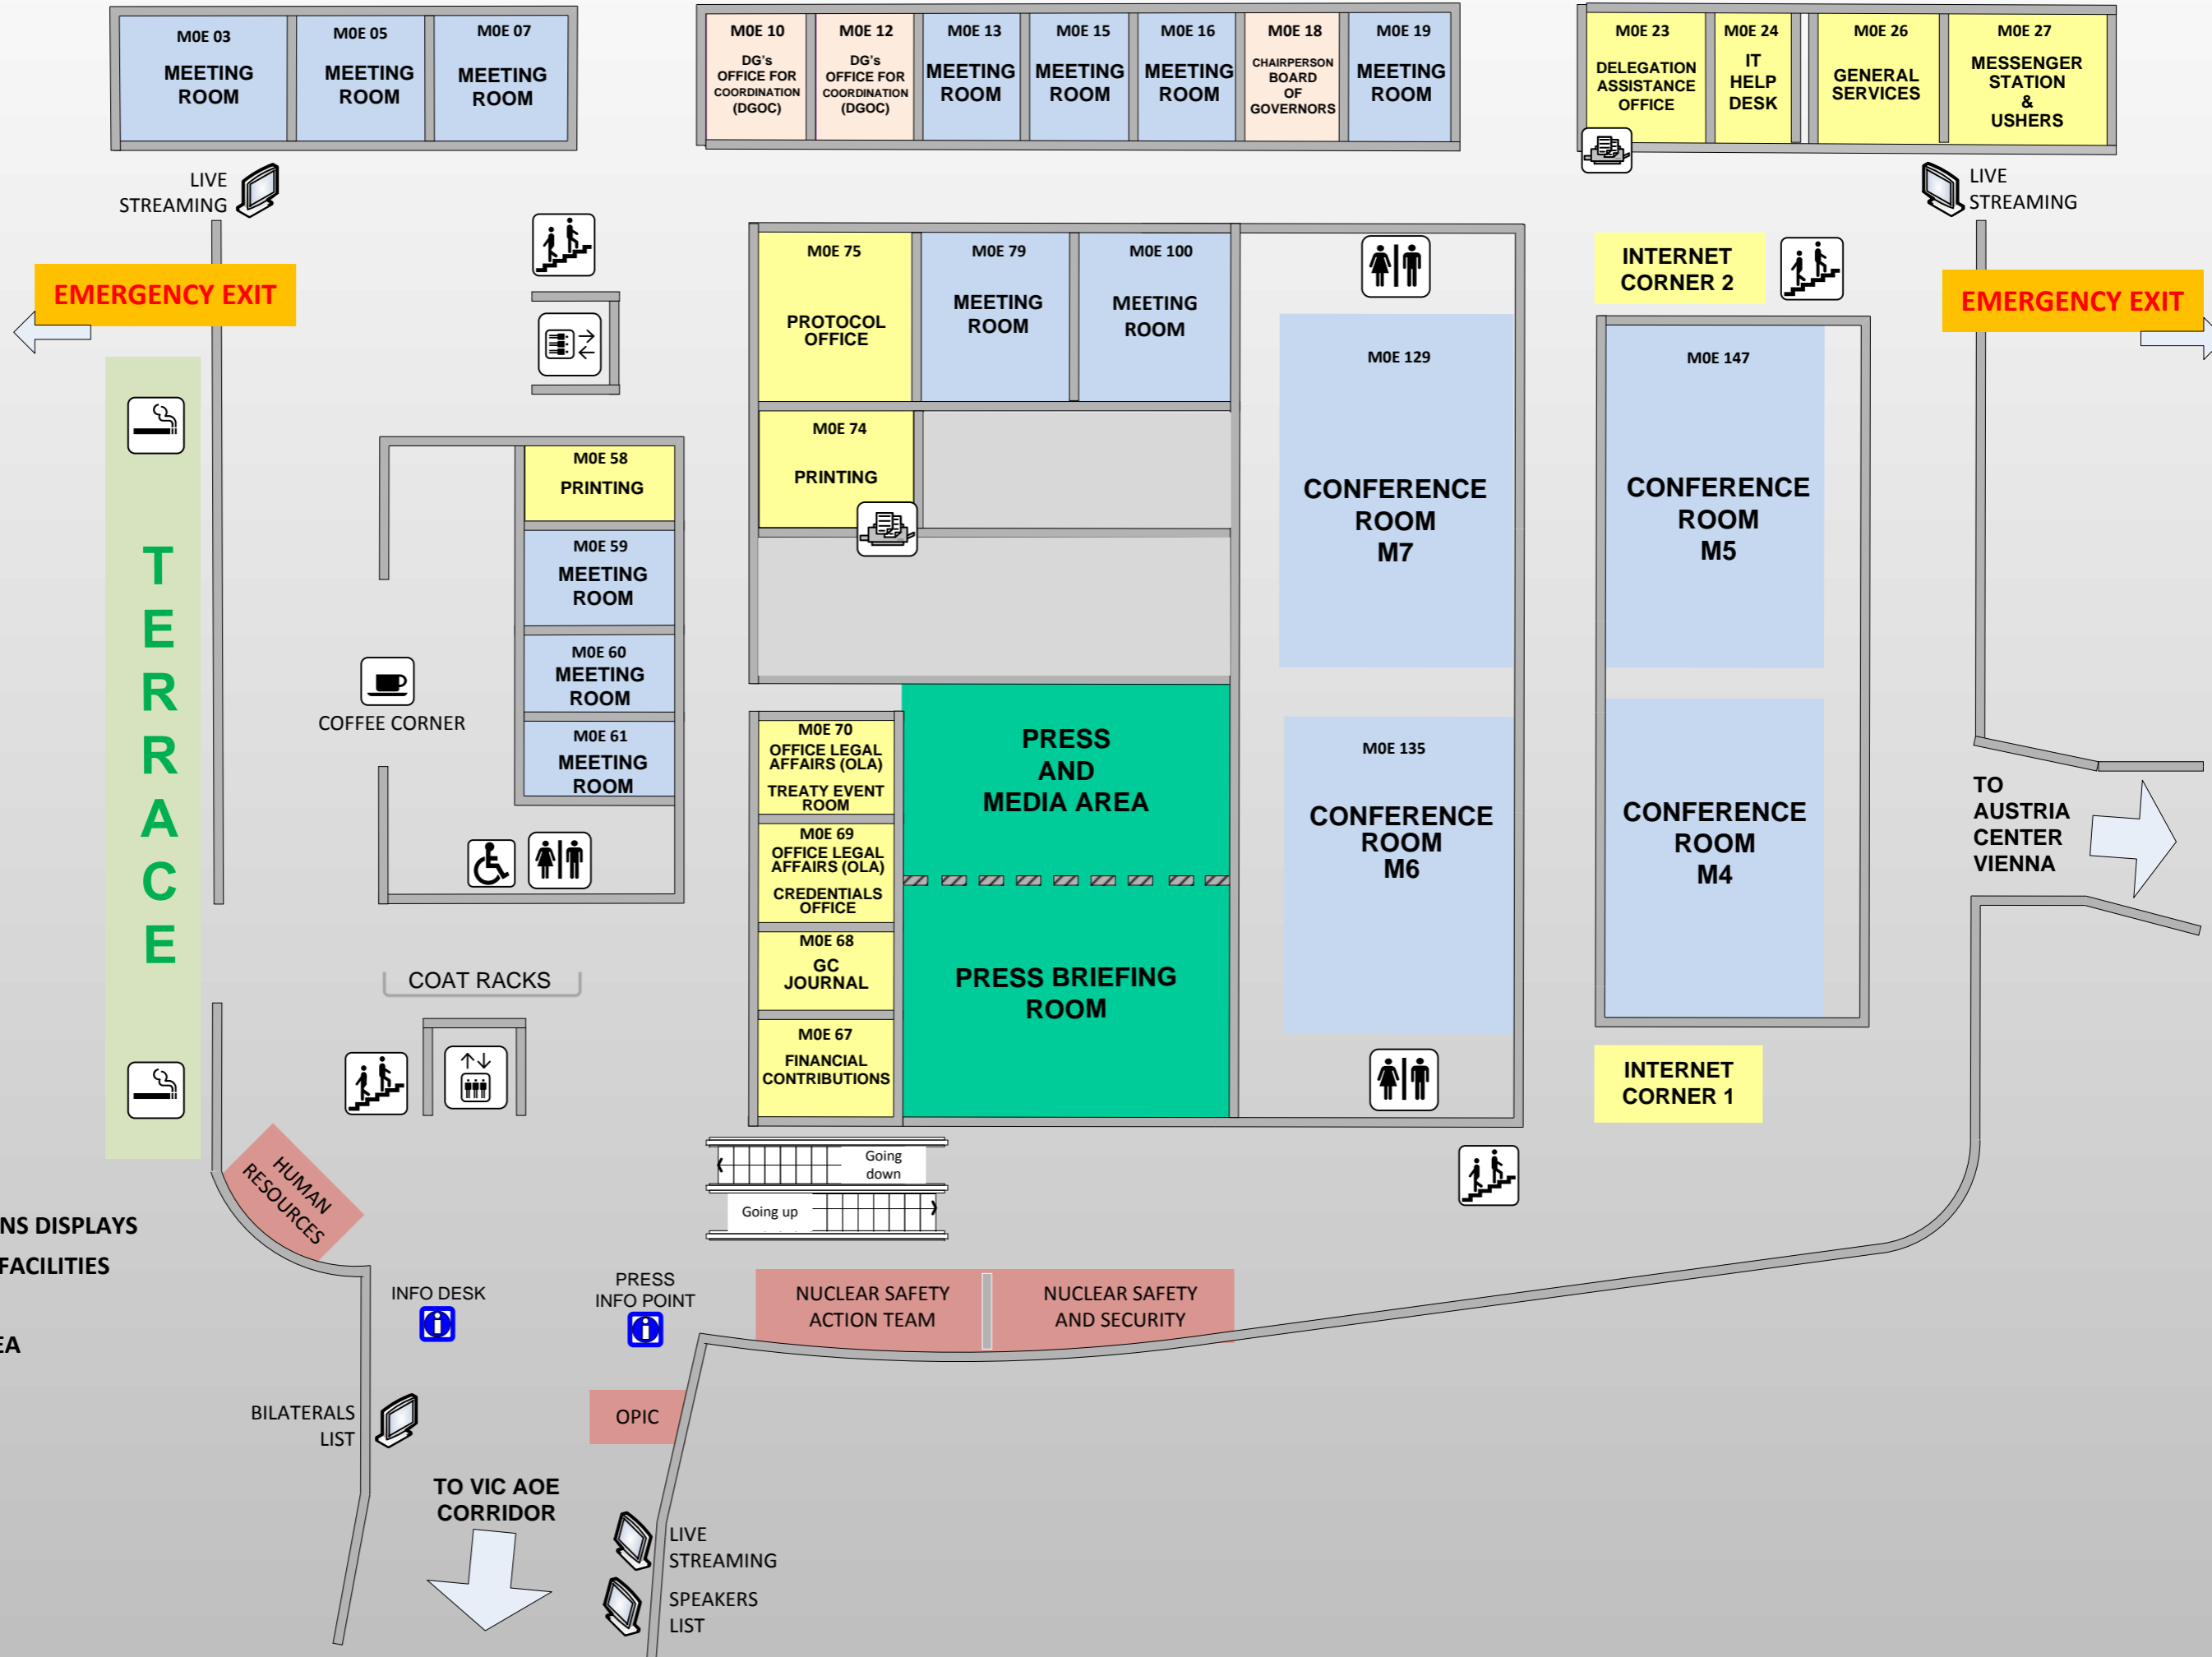 M0E 03
MEETING
ROOM
M0E 05
MEETING
ROOM
M0E 07
MEETING
ROOM
M0E 10
DG's
OFFICE FOR
COORDINATION
(DGOC)
M0E 12
DG's
OFFICE FOR
COORDINATION
(DGOC)
M0E 13
MEETING
ROOM
M0E 15
MEETING
ROOM
M0E 16
MEETING
ROOM
M0E 18
CHAIRPERSON
BOARD
OF
GOVERNORS
M0E 19
MEETING
ROOM
M0E 23
DELEGATION
ASSISTANCE
OFFICE
M0E 24
IT
HELP
DESK
M0E 26
GENERAL
SERVICES
M0E 27
MESSENGER
STATION
&
USHERS
LIVE
STREAMING
LIVE
STREAMING
EMERGENCY EXIT
M0E 75
PROTOCOL
OFFICE
M0E 79
MEETING
ROOM
M0E 100
MEETING
ROOM
INTERNET
CORNER 2
EMERGENCY EXIT
M0E 129
CONFERENCE
ROOM
M7
M0E 147
CONFERENCE
ROOM
M5
M0E 74
PRINTING
M0E 58
PRINTING
M0E 59
MEETING
ROOM
M0E 60
MEETING
ROOM
M0E 61
MEETING
ROOM
T
E
R
R
A
C
E
COFFEE CORNER
M0E 70
OFFICE LEGAL
AFFAIRS (OLA)
TREATY EVENT
ROOM
M0E 69
OFFICE LEGAL
AFFAIRS (OLA)
CREDENTIALS
OFFICE
M0E 68
GC
JOURNAL
M0E 67
FINANCIAL
CONTRIBUTIONS
PRESS
AND
MEDIA AREA
PRESS BRIEFING
ROOM
M0E 135
CONFERENCE
ROOM
M6
CONFERENCE
ROOM
M4
TO
AUSTRIA
CENTER
VIENNA
COAT RACKS
INTERNET
CORNER 1
HUMAN
RESOURCES
Going
down
Going up
NS DISPLAYS
FACILITIES
EA
INFO DESK
PRESS
INFO POINT
NUCLEAR SAFETY
ACTION TEAM
NUCLEAR SAFETY
AND SECURITY
BILATERALS
LIST
OPIC
TO VIC AOE
CORRIDOR
LIVE
STREAMING
SPEAKERS
LIST